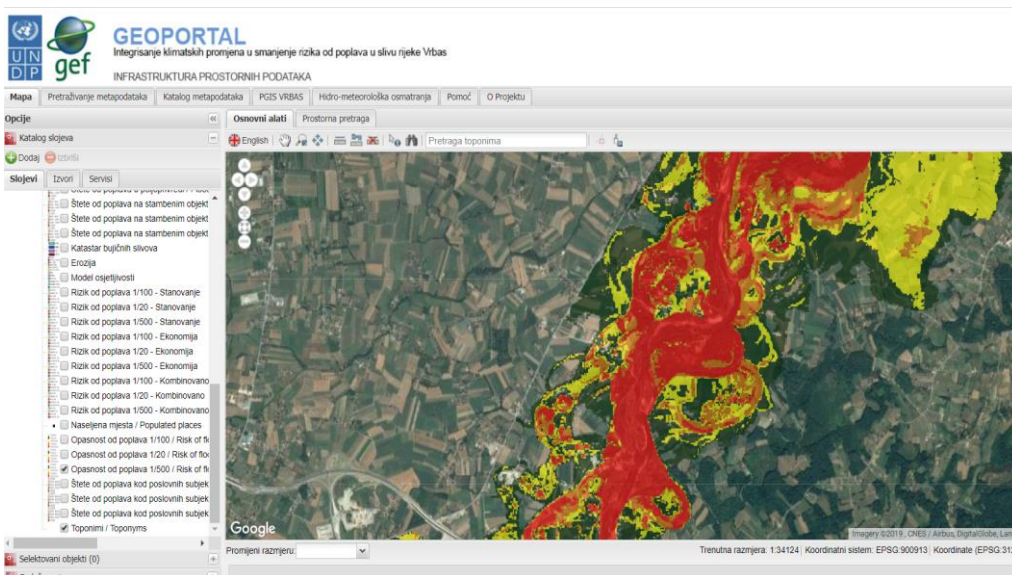 UN
DP
gef
GEOPORTAL
Integrisanje klimatskih promjena u smanjenje rizika od poplava u slivu rijeke Vrbas
INFRASTRUKTURA PROSTORNIH PODATAKA
Mapa Pretraživanje metapodataka Katalog metapodataka PGIS VRBAS Hidro-meteorološka osmatranja Pomoć O Projektu
Opcije
Osnovni alati Prostorna pretraga
Katalog slojeva
English Pretraga toponima
Dodaj Izbriši
Slojevi Izvori Servisi
Štete od poplava na stambenim objekt
Štete od poplava na stambenim objekt
Štete od poplava na stambenim objekt
Katastar bujičnih slivova
Erozija
Model osjetljivosti
Rizik od poplava 1/100 - Stanovanje
Rizik od poplava 1/20 - Stanovanje
Rizik od poplava 1/500 - Stanovanje
Rizik od poplava 1/100 - Ekonomija
Rizik od poplava 1/20 - Ekonomija
Rizik od poplava 1/500 - Ekonomija
Rizik od poplava 1/100 - Kombinovano
Rizik od poplava 1/20 - Kombinovano
Rizik od poplava 1/500 - Kombinovano
Naseljena mjesta / Populated places
Opasnost od poplava 1/100 / Risk of flo
Opasnost od poplava 1/20 / Risk of floo
Opasnost od poplava 1/500 / Risk of flo
Štete od poplava kod poslovnih subjek
Štete od poplava kod poslovnih subjek
Štete od poplava kod poslovnih subjek
Toponimi / Toponyms
Google
Imagery ©2019 , CNES / Airbus, DigitalGlobe, Lan
Selektovani objekti (0)
Promijeni razmjeru:
Trenutna razmjera: 1:34124 Koordinatni sistem: EPSG:900913 Koordinate (EPSG:31